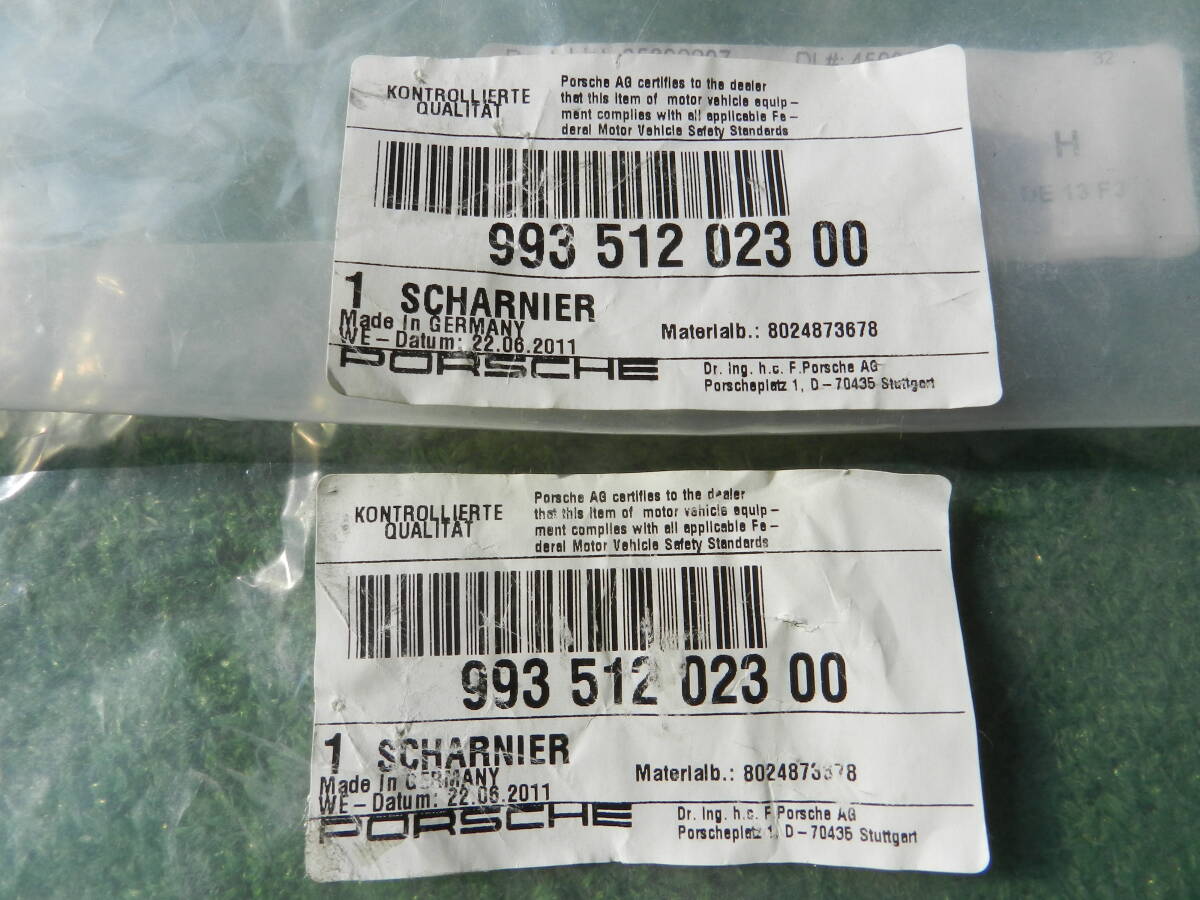 32
H
KONTROLLIERTE
QUALITÄT
Porsche AG certifies to the dealer
that this item of motor vehicle equip–
ment complies with all applicable Fe–
deral Motor Vehicle Safety Standards
993 512 023 00
1 SCHARNIER
Made in GERMANY
WE–Datum: 22.06.2011
Materialb.: 8024873678
PORSCHE
Dr. Ing. h.c. F.Porsche AG
Porscheplatz 1, D–70435 Stuttgart
KONTROLLIERTE
QUALITÄT
Porsche AG certifies to the dealer
that this item of motor vehicle equip–
ment complies with all applicable Fe–
deral Motor Vehicle Safety Standards
993 512 023 00
1 SCHARNIER
Made in GERMANY
WE–Datum: 22.06.2011
Materialb.: 8024873678
PORSCHE
Dr. Ing. h.c. F.Porsche AG
Porscheplatz 1, D–70435 Stuttgart